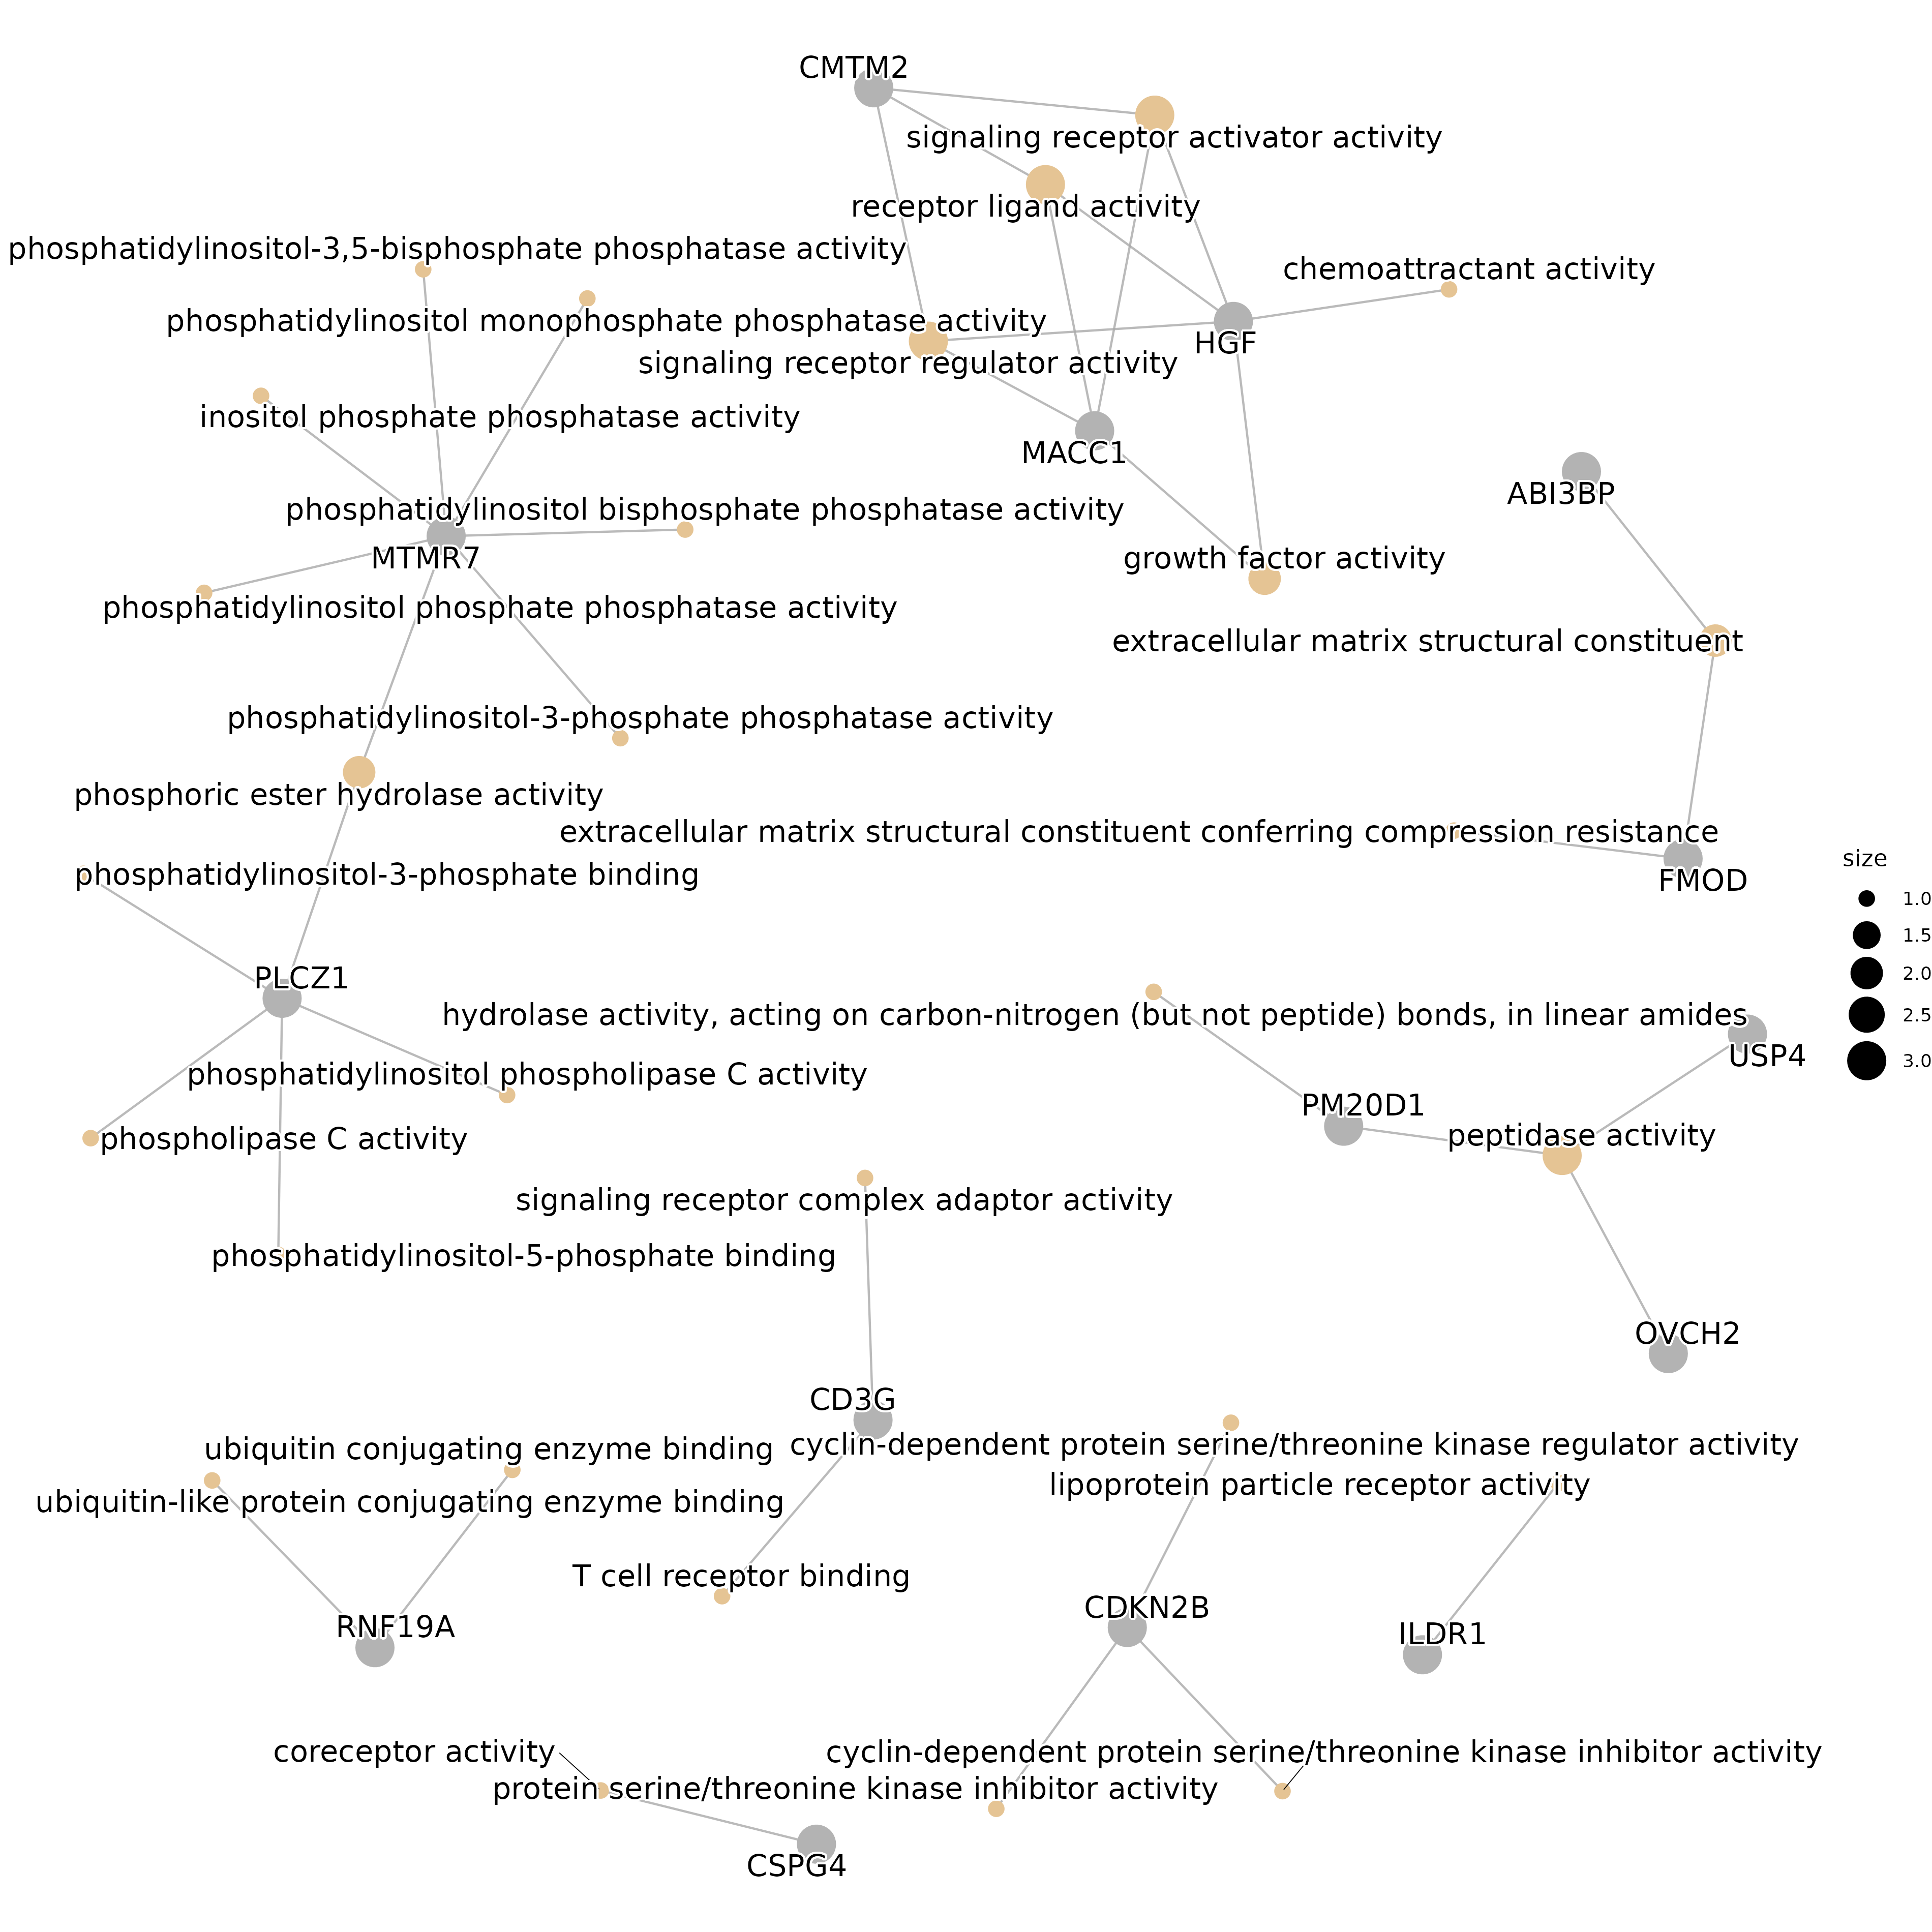 CMTM2
signaling receptor activator activity
receptor ligand activity
phosphatidylinositol-3,5-bisphosphate phosphatase activity
chemoattractant activity
phosphatidylinositol monophosphate phosphatase activity
HGF
signaling receptor regulator activity
inositol phosphate phosphatase activity
MACC1
ABI3BP
phosphatidylinositol bisphosphate phosphatase activity
MTMR7
growth factor activity
phosphatidylinositol phosphate phosphatase activity
extracellular matrix structural constituent
phosphatidylinositol-3-phosphate phosphatase activity
phosphoric ester hydrolase activity
extracellular matrix structural constituent conferring compression resistance
size
phosphatidylinositol-3-phosphate binding
FMOD
1.0
1.5
2.0
2.5
3.0
PLCZ1
hydrolase activity, acting on carbon-nitrogen (but not peptide) bonds, in linear amides
USP4
phosphatidylinositol phospholipase C activity
PM20D1
peptidase activity
phospholipase C activity
signaling receptor complex adaptor activity
phosphatidylinositol-5-phosphate binding
OVCH2
CD3G
cyclin-dependent protein serine/threonine kinase regulator activity
ubiquitin conjugating enzyme binding
lipoprotein particle receptor activity
ubiquitin-like protein conjugating enzyme binding
T cell receptor binding
CDKN2B
RNF19A
ILDR1
coreceptor activity
cyclin-dependent protein serine/threonine kinase inhibitor activity
protein serine/threonine kinase inhibitor activity
CSPG4